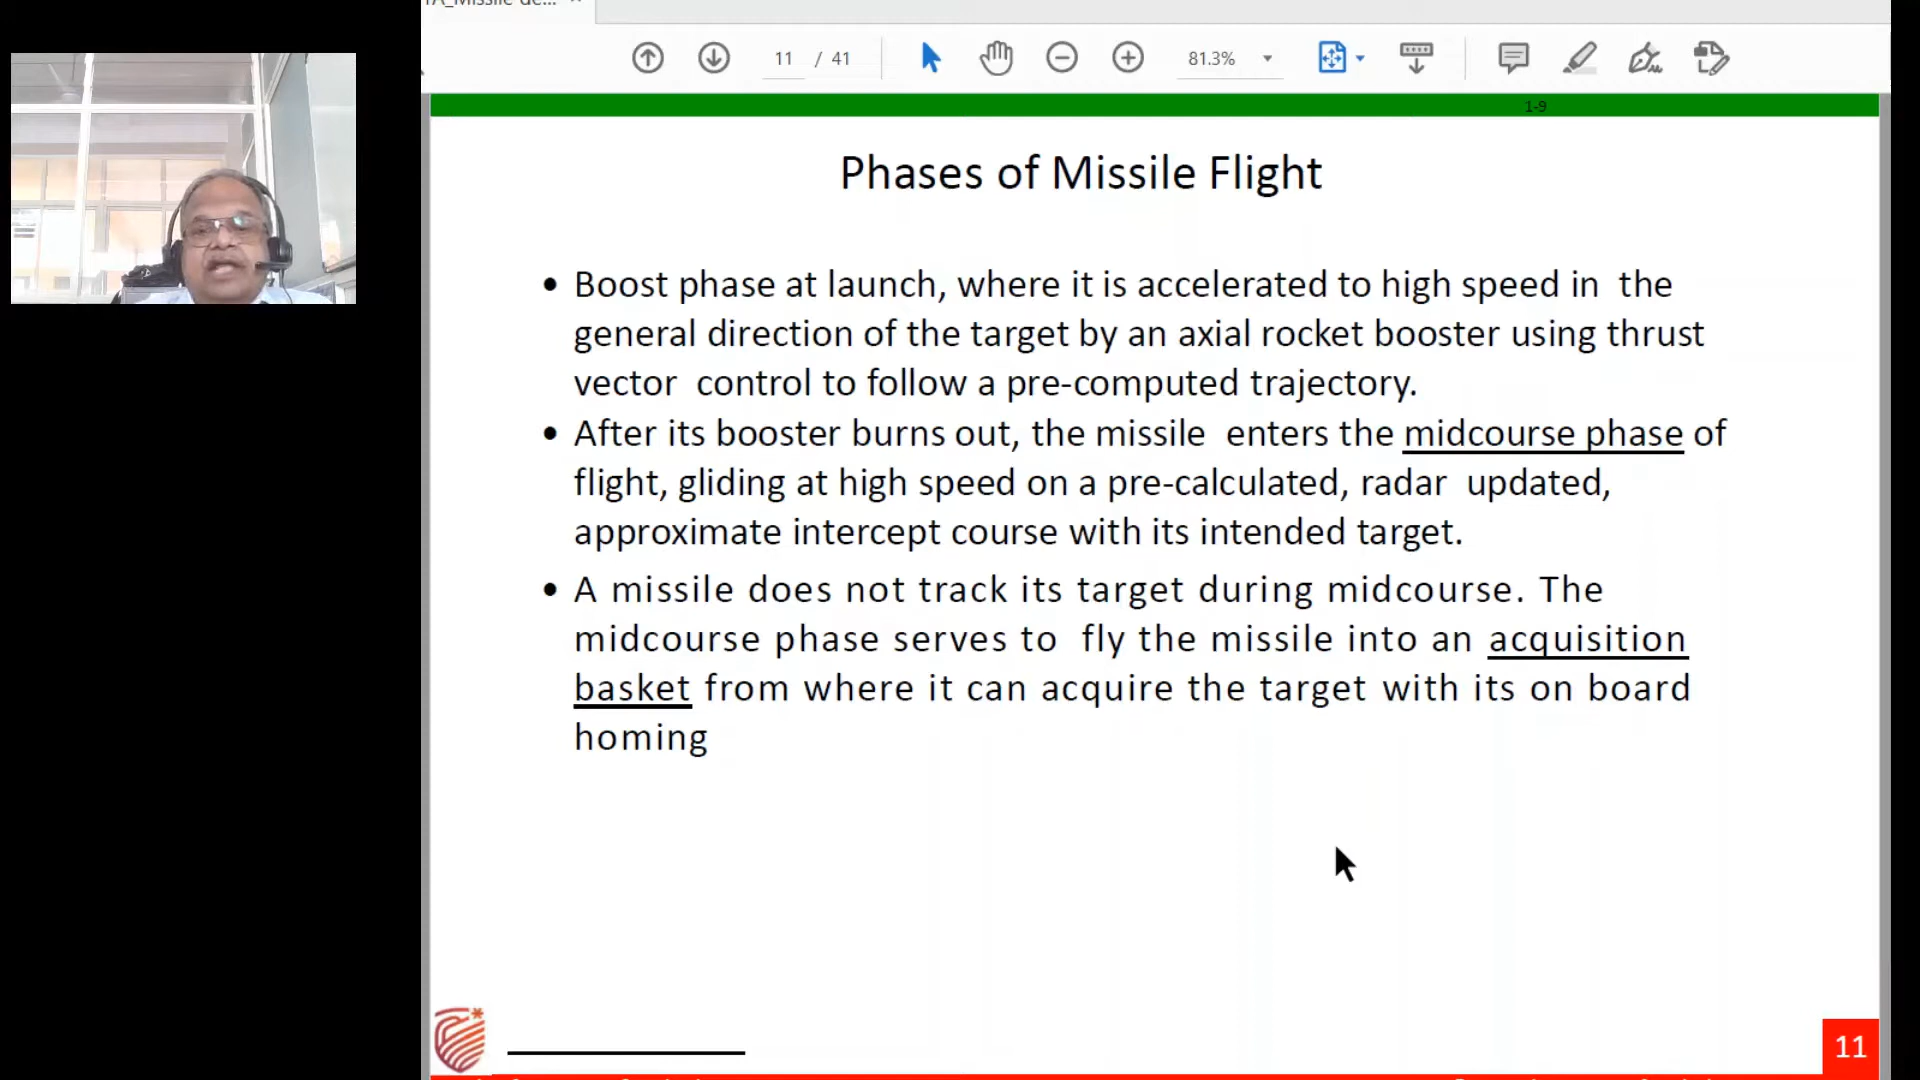 11 / 41
81.3%
1-9
Phases of Missile Flight
• Boost phase at launch, where it is accelerated to high speed in the
general direction of the target by an axial rocket booster using thrust
vector control to follow a pre-computed trajectory.
• After its booster burns out, the missile enters the midcourse phase of
flight, gliding at high speed on a pre-calculated, radar updated,
approximate intercept course with its intended target.
• A missile does not track its target during midcourse. The
midcourse phase serves to fly the missile into an acquisition
basket from where it can acquire the target with its on board
homing
11